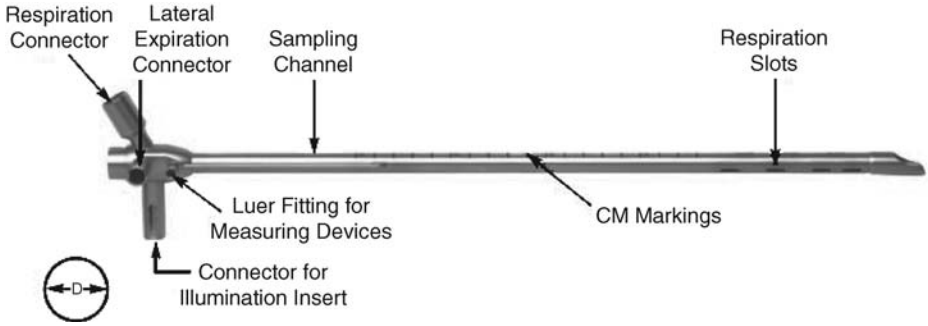 Respiration
Connector
Lateral
Expiration
Connector
Sampling
Channel
Respiration
Slots
Luer Fitting for
Measuring Devices
CM Markings
Connector for
Illumination Insert
D